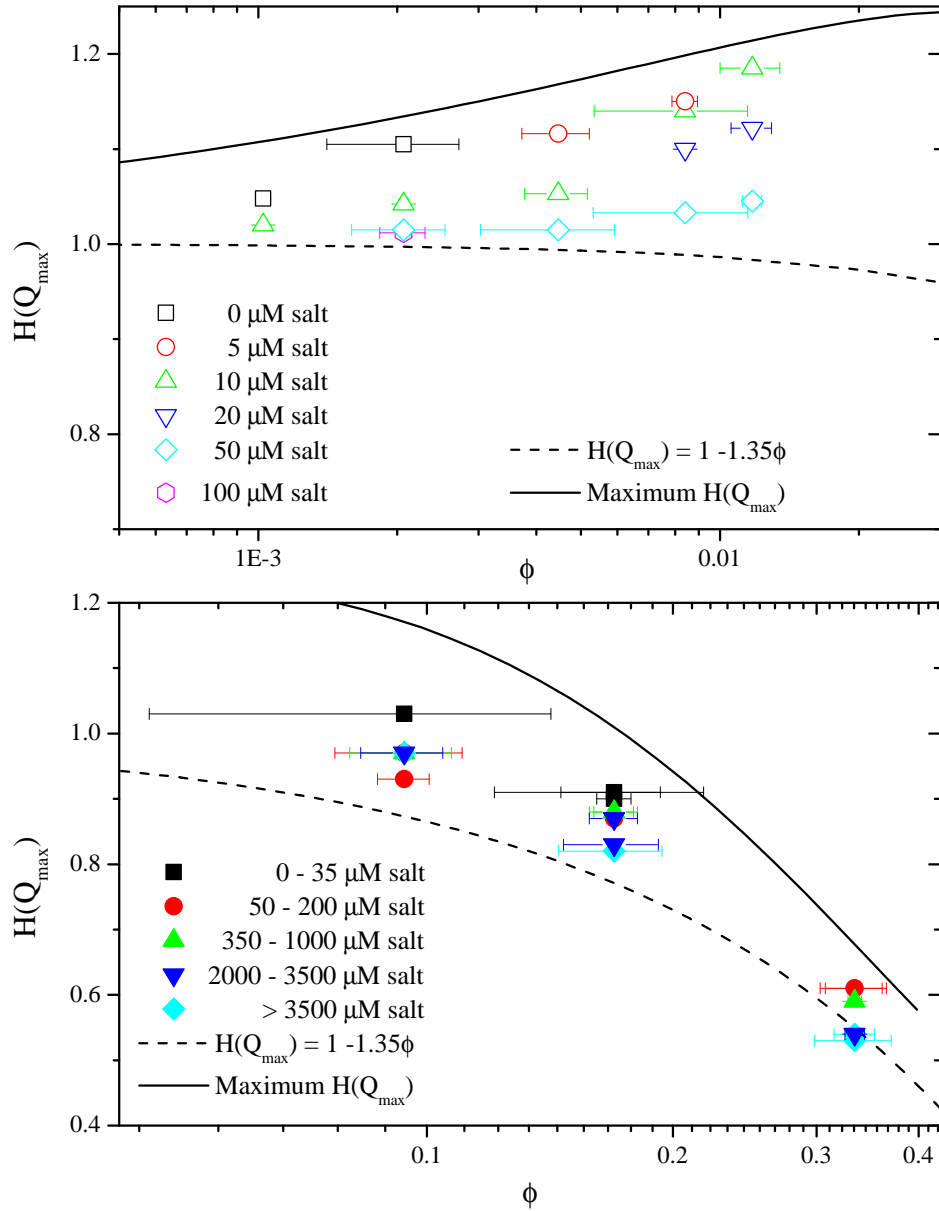 1.2
1.0
0.8
H(Q_max)
0 μM salt
5 μM salt
10 μM salt
20 μM salt
50 μM salt
100 μM salt
H(Q_max) = 1 -1.35ϕ
Maximum H(Q_max)
1E-3
0.01
ϕ
1.2
1.0
0.8
0.6
0.4
H(Q_max)
0 - 35 μM salt
50 - 200 μM salt
350 - 1000 μM salt
2000 - 3500 μM salt
> 3500 μM salt
H(Q_max) = 1 -1.35ϕ
Maximum H(Q_max)
0.1
0.2
0.3
0.4
ϕ